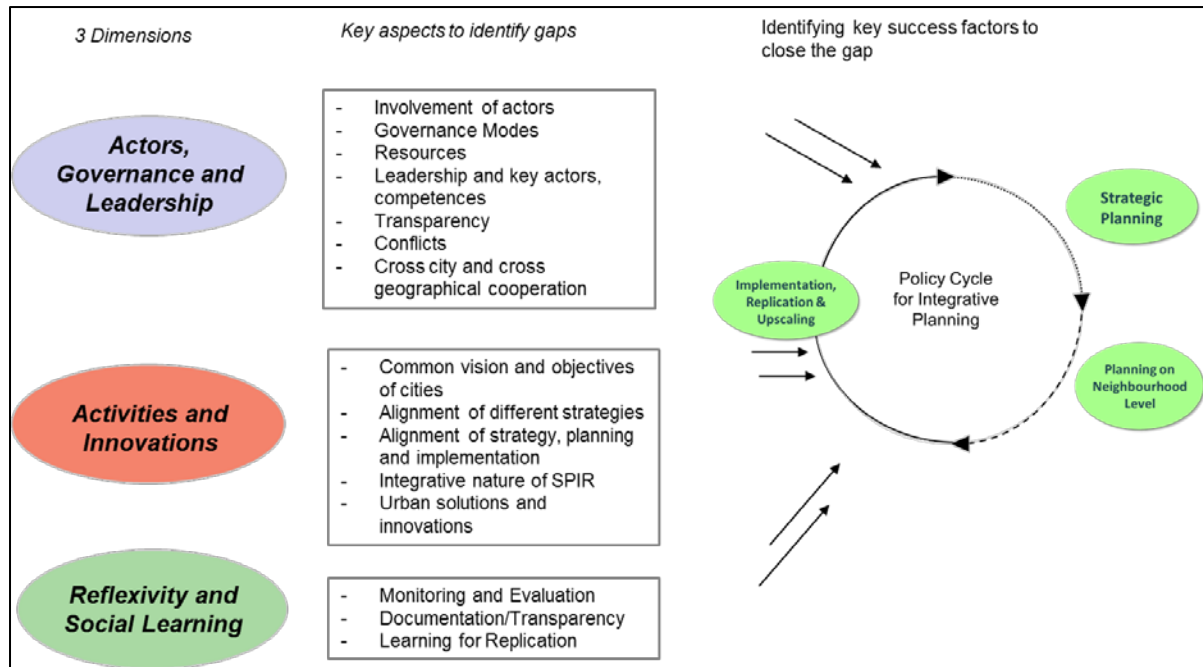 3 Dimensions
Key aspects to identify gaps
Identifying key success factors to
close the gap
Actors,
Governance and
Leadership
- Involvement of actors
- Governance Modes
- Resources
- Leadership and key actors,
competences
- Transparency
- Conflicts
- Cross city and cross
geographical cooperation
Activities and
Innovations
- Common vision and objectives
of cities
- Alignment of different strategies
- Alignment of strategy, planning
and implementation
- Integrative nature of SPIR
- Urban solutions and
innovations
Reflexivity and
Social Learning
- Monitoring and Evaluation
- Documentation/Transparency
- Learning for Replication
Strategic
Planning
Implementation,
Replication &
Upscaling
Policy Cycle
for Integrative
Planning
Planning on
Neighbourhood
Level